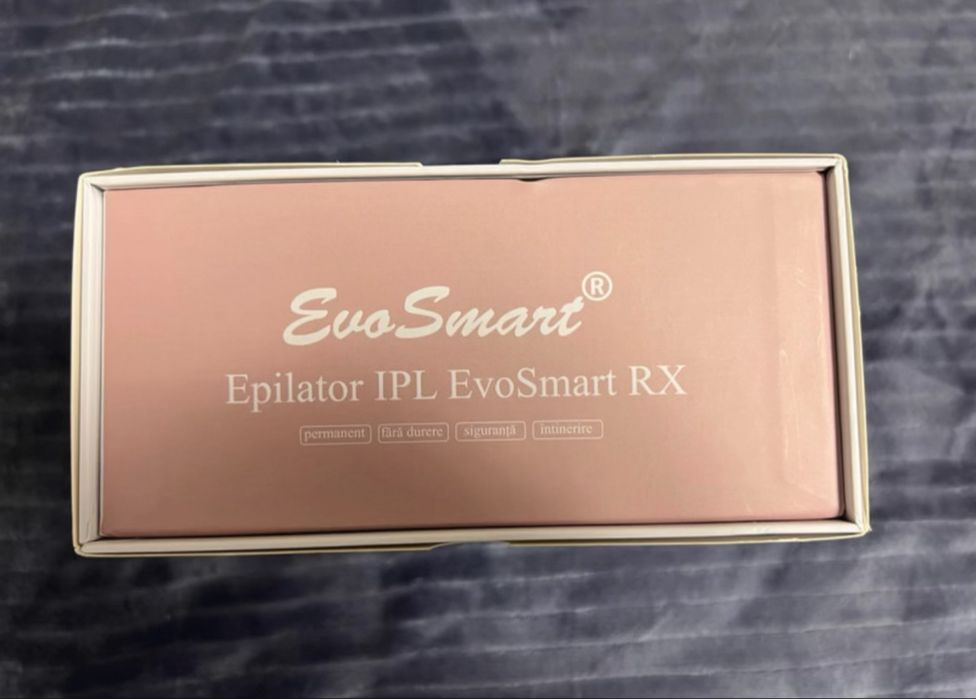 EvoSmart®
Epilator IPL EvoSmart RX
permanent fără durere siguranță intinerire